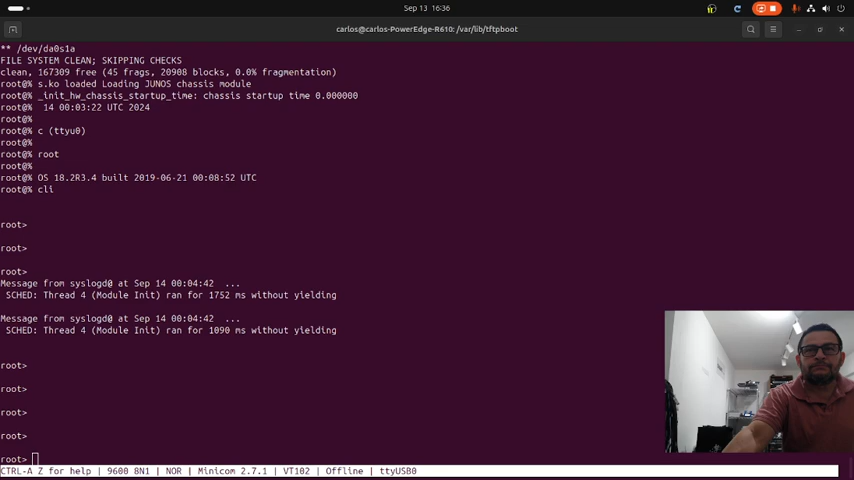 Sep 13 16:36
carlos@carlos-PowerEdge-R610: /var/lib/tftpboot
** /dev/da0s1a
FILE SYSTEM CLEAN; SKIPPING CHECKS
clean, 167309 free (45 frags, 20908 blocks, 0.0% fragmentation)
root@% s.ko loaded Loading JUNOS chassis module
root@% _init_hw_chassis_startup_time: chassis startup time 0.000000
root@%  14 00:03:22 UTC 2024
root@%
root@% c (ttyu0)
root@%
root@% root
root@%
root@% OS 18.2R3.4 built 2019-06-21 00:08:52 UTC
root@% cli
root>
root>
root>
Message from syslogd@ at Sep 14 00:04:42  ...
SCHED: Thread 4 (Module Init) ran for 1752 ms without yielding
Message from syslogd@ at Sep 14 00:04:42  ...
SCHED: Thread 4 (Module Init) ran for 1090 ms without yielding
root>
root>
root>
root>
root>
CTRL-A Z for help | 9600 8N1 | NOR | Minicom 2.7.1 | VT102 | Offline | ttyUSB0